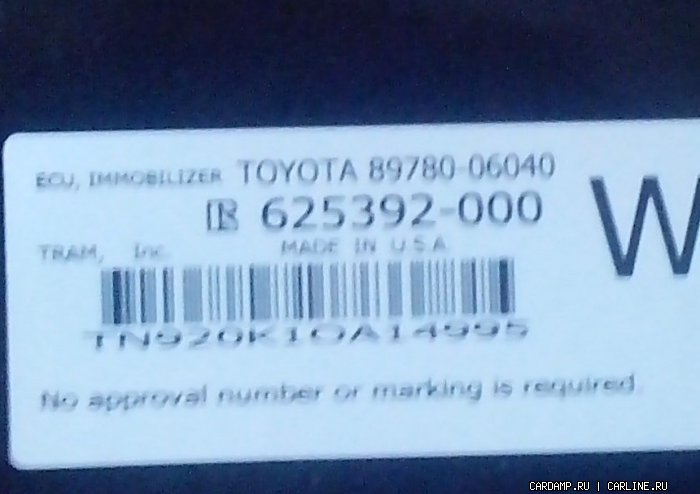 ECU, IMMOBILIZER TOYOTA 89780-06040
625392-000
W
TRAM, Inc. MADE IN U.S.A.
TN920K10A14995
No approval number or marking is required.
CARDAMP.RU | CARLINE.RU